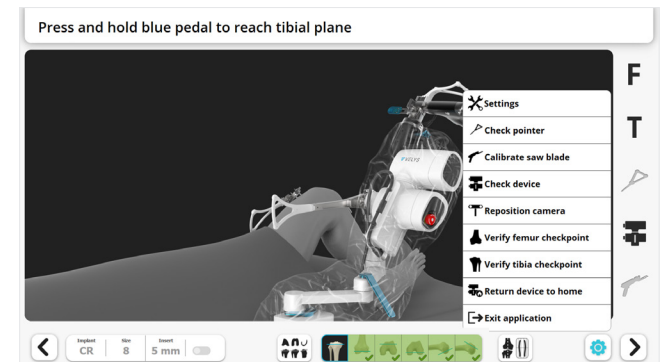 Press and hold blue pedal to reach tibial plane
F
T
VELYS
Settings
Check pointer
Calibrate saw blade
Check device
Reposition camera
Verify femur checkpoint
Verify tibia checkpoint
Return device to home
Exit application
Implant
CR
Size
8
Insert
5 mm